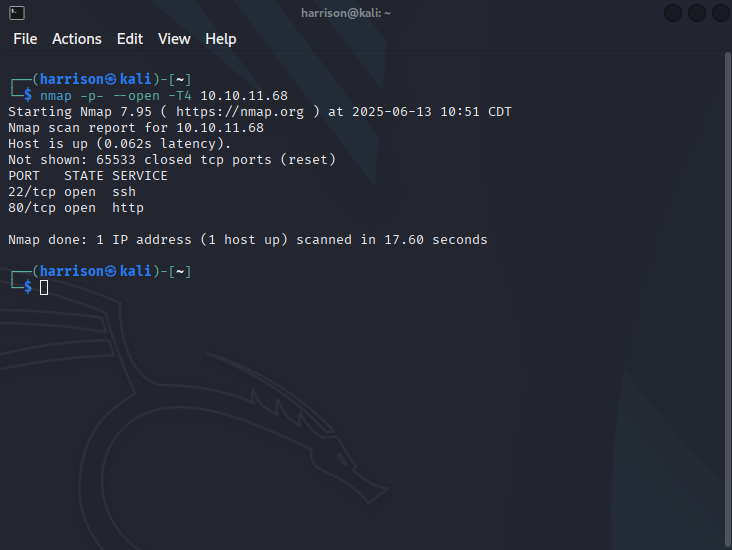 harrison@kali: ~
File Actions Edit View Help
┌──(harrison㉿kali)-[~]
└─$ nmap -p- --open -T4 10.10.11.68
Starting Nmap 7.95 ( https://nmap.org ) at 2025-06-13 10:51 CDT
Nmap scan report for 10.10.11.68
Host is up (0.062s latency).
Not shown: 65533 closed tcp ports (reset)
PORT   STATE SERVICE
22/tcp open  ssh
80/tcp open  http
Nmap done: 1 IP address (1 host up) scanned in 17.60 seconds
┌──(harrison㉿kali)-[~]
└─$